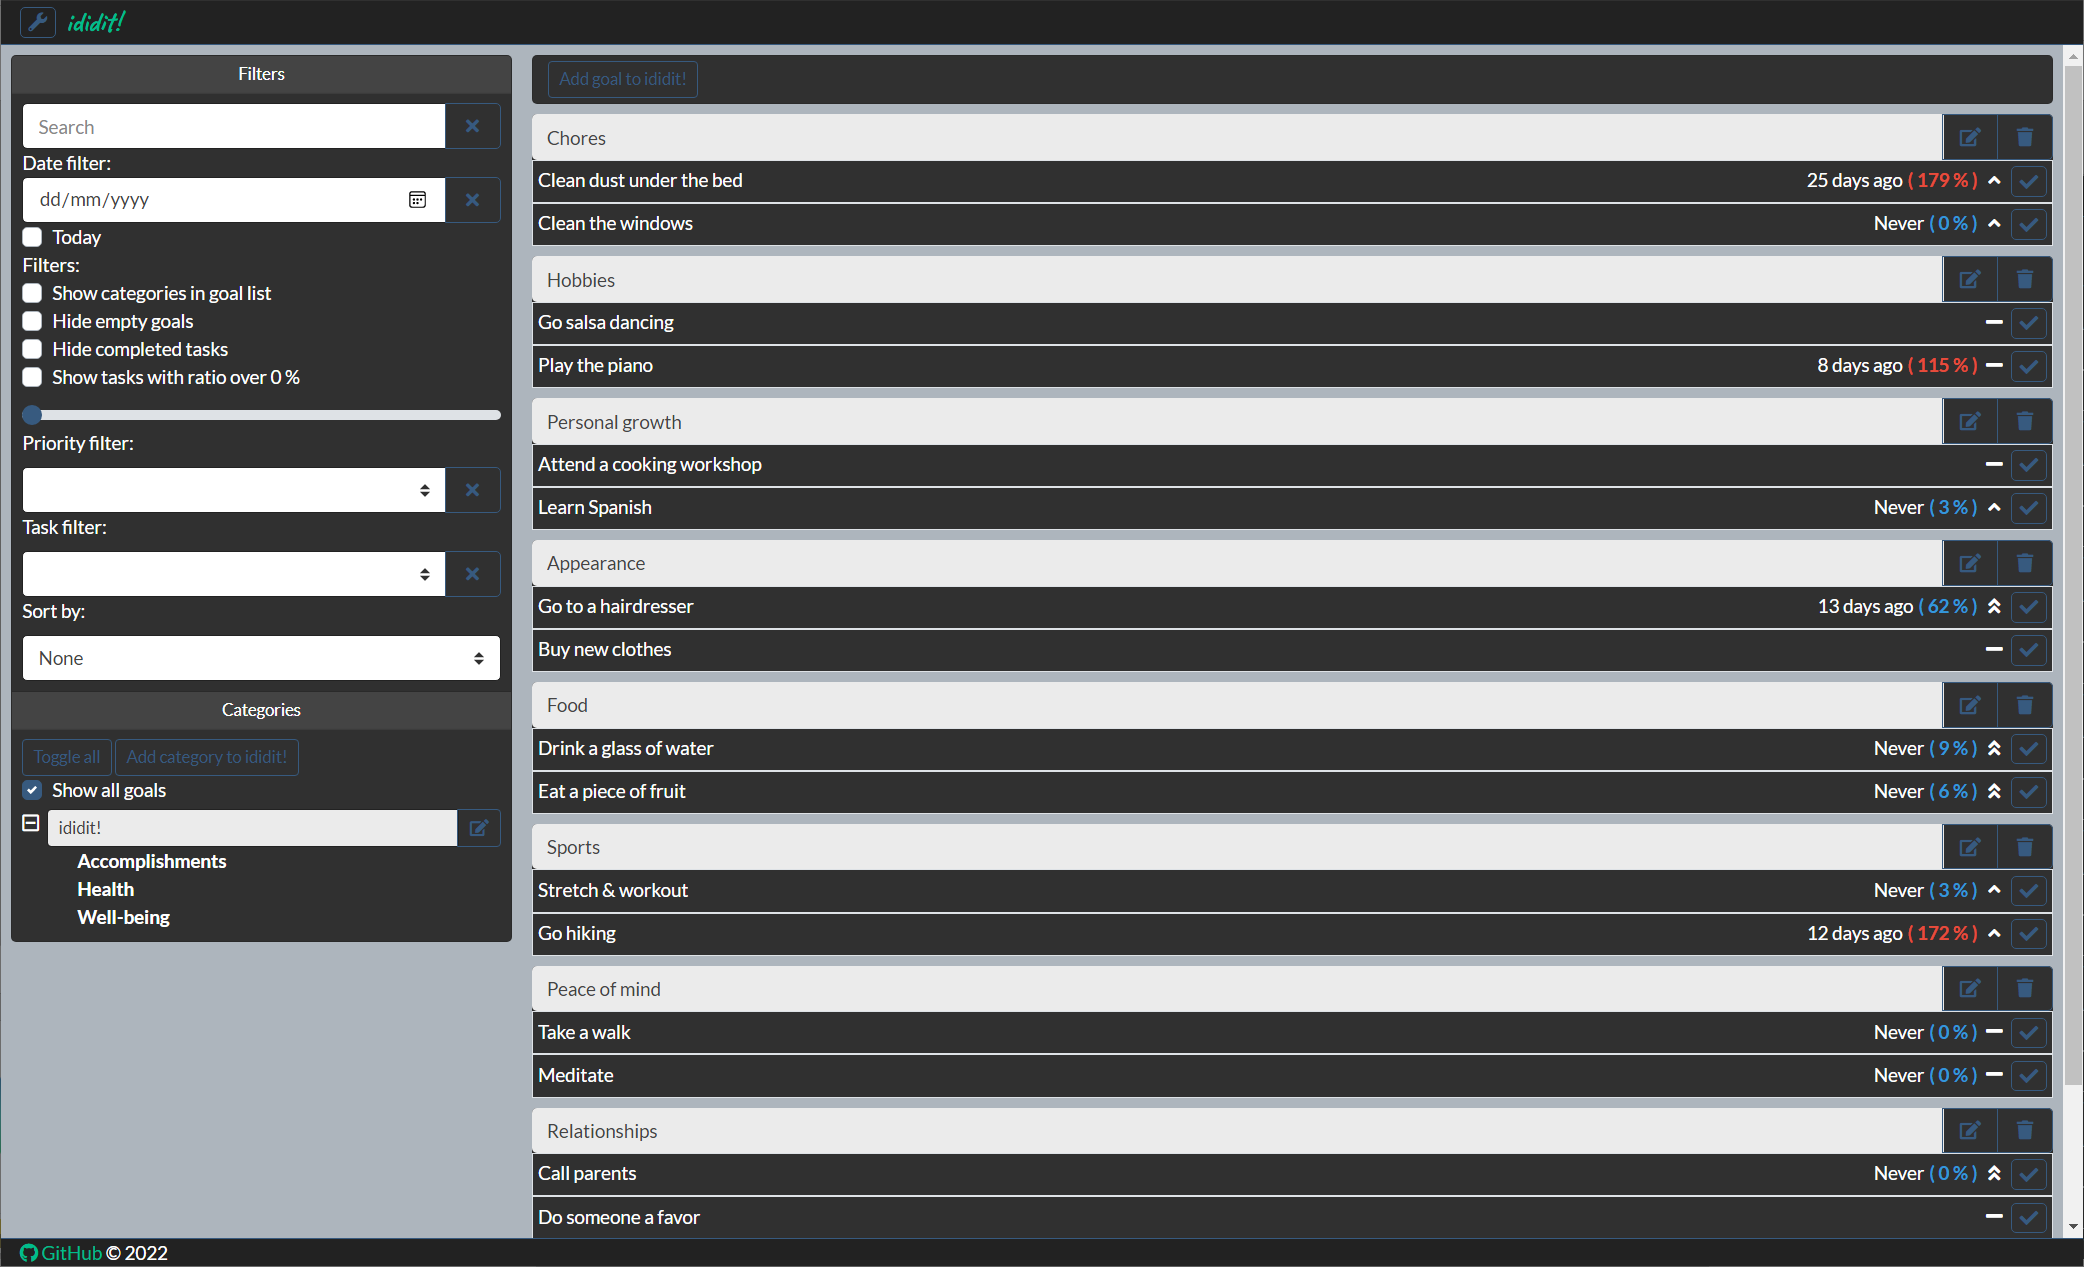 ididit!
Filters
Search
Date filter:
dd/mm/yyyy
Today
Filters:
Show categories in goal list
Hide empty goals
Hide completed tasks
Show tasks with ratio over 0 %
Priority filter:
Task filter:
Sort by:
None
Categories
Toggle all Add category to ididit!
Show all goals
ididit!
Accomplishments
Health
Well-being
Add goal to ididit!
Chores
Clean dust under the bed 25 days ago ( 179 % )
Clean the windows Never ( 0 % )
Hobbies
Go salsa dancing
Play the piano 8 days ago ( 115 % )
Personal growth
Attend a cooking workshop
Learn Spanish Never ( 3 % )
Appearance
Go to a hairdresser 13 days ago ( 62 % )
Buy new clothes
Food
Drink a glass of water Never ( 9 % )
Eat a piece of fruit Never ( 6 % )
Sports
Stretch & workout Never ( 3 % )
Go hiking 12 days ago ( 172 % )
Peace of mind
Take a walk Never ( 0 % )
Meditate Never ( 0 % )
Relationships
Call parents Never ( 0 % )
Do someone a favor
GitHub © 2022